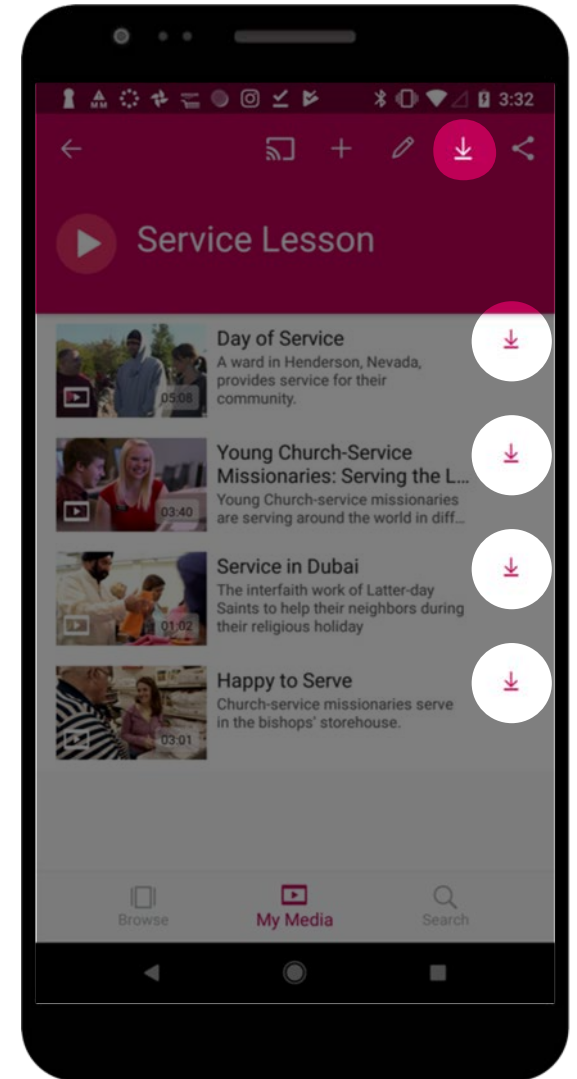 3:32
Service Lesson
Day of Service
A ward in Henderson, Nevada,
provides service for their
community.
05:08
Young Church-Service
Missionaries: Serving the L...
Young Church-service missionaries
are serving around the world in diff...
03:40
Service in Dubai
The interfaith work of Latter-day
Saints to help their neighbors during
their religious holiday
01:02
Happy to Serve
Church-service missionaries serve
in the bishops' storehouse.
03:01
Browse
My Media
Search